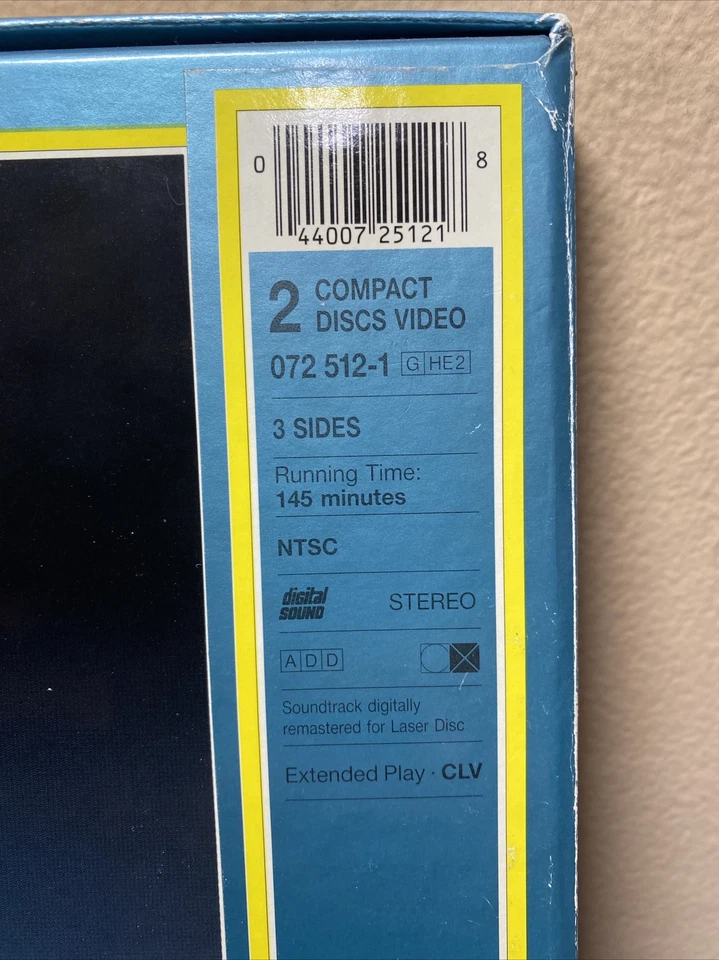 0 44007 25121 8
2 COMPACT
DISCS VIDEO
072 512-1 G HE2
3 SIDES
Running Time:
145 minutes
NTSC
digital
SOUND
STEREO
A D D
Soundtrack digitally
remastered for Laser Disc
Extended Play · CLV